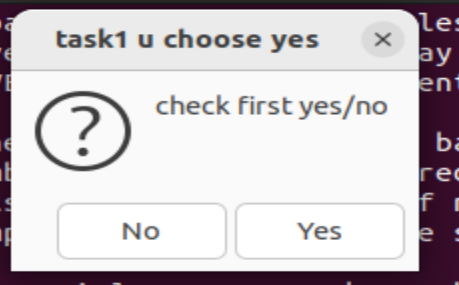 task1 u choose yes
check first yes/no
No
Yes